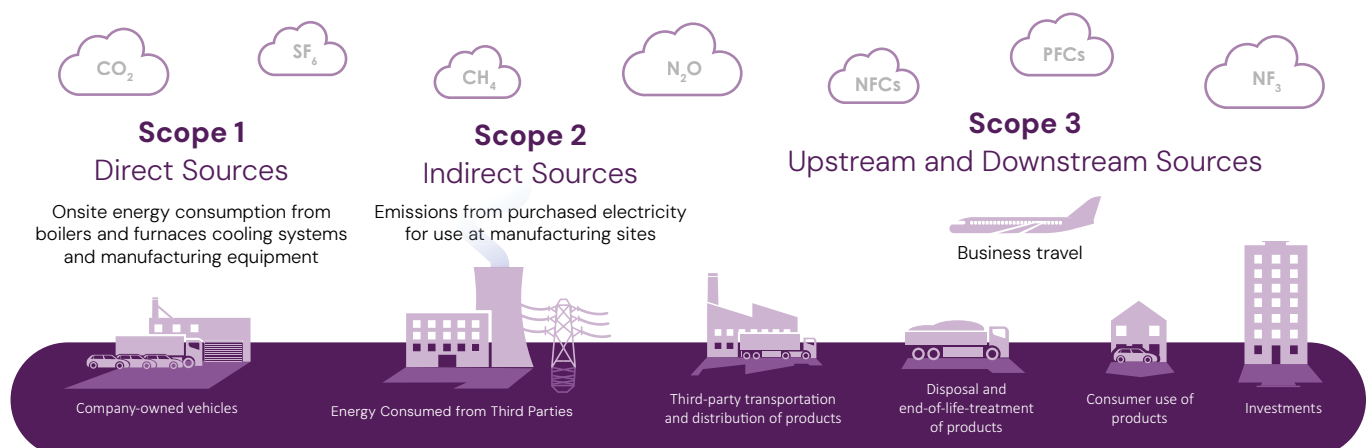 CO₂
SF₆
CH₄
N₂O
NFCs
PFCs
NF₃
Scope 1
Direct Sources
Onsite energy consumption from
boilers and furnaces cooling systems
and manufacturing equipment
Company-owned vehicles
Scope 2
Indirect Sources
Emissions from purchased electricity
for use at manufacturing sites
Energy Consumed from Third Parties
Scope 3
Upstream and Downstream Sources
Business travel
Third-party transportation
and distribution of products
Disposal and
end-of-life-treatment
of products
Consumer use of
products
Investments